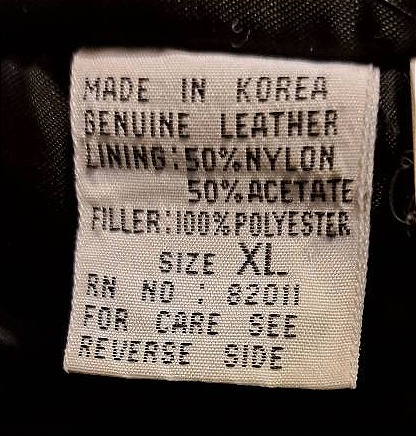 MADE IN KOREA
GENUINE LEATHER
LINING:50%NYLON
50%ACETATE
FILLER:100%POLYESTER
SIZE XL
RN NO : 82011
FOR CARE SEE
REVERSE SIDE